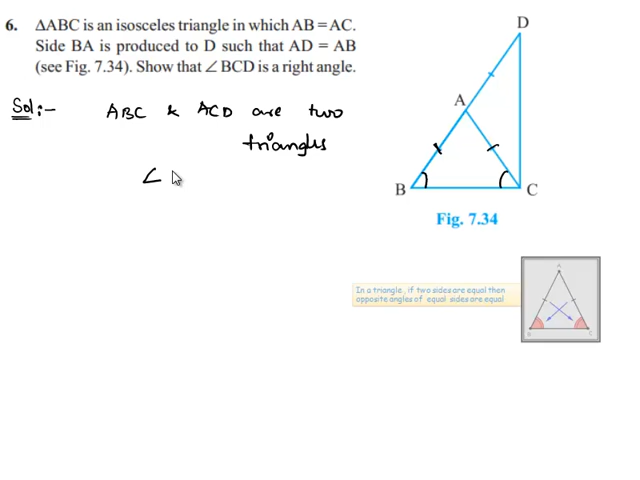 6. ΔABC is an isosceles triangle in which AB = AC.
Side BA is produced to D such that AD = AB
(see Fig. 7.34). Show that ∠ BCD is a right angle.
Sol:- ABC & ACD are two
triangles
∠
D
A
B
C
Fig. 7.34
In a triangle, if two sides are equal then
opposite angles of equal sides are equal
A
B
C